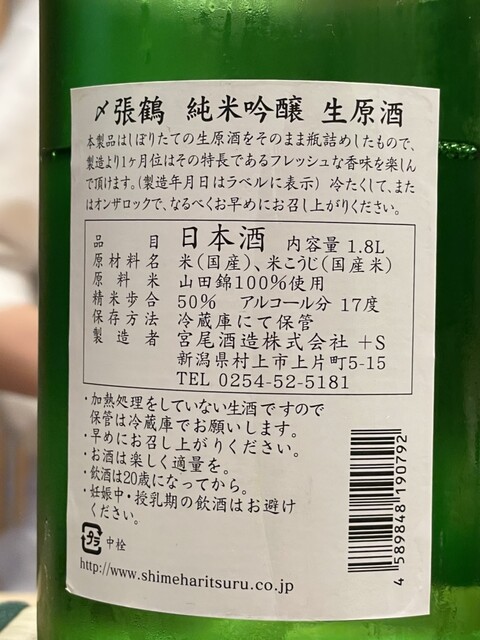 〆張鶴 純米吟醸 生原酒
本製品はしぼりたての生原酒をそのまま瓶詰めしたもので、
製造より1ヶ月位はその特長であるフレッシュな香味を楽しん
で頂けます。(製造年月日はラベルに表示) 冷たくして、また
はオンザロックで、なるべくお早めにお召し上がりください。
品目 日本酒 内容量 1.8L
原材料名 米(国産)、米こうじ(国産米)
原料米 山田錦100%使用
精米歩合 50% アルコール分 17度
保存方法 冷蔵庫にて保管
製造者 宮尾酒造株式会社 +S
新潟県村上市上片町5-15
TEL 0254-52-5181
・加熱処理をしていない生酒ですので
保管は冷蔵庫でお願いします。
・早めにお召し上がりください。
・お酒は楽しく適量を。
・飲酒は20歳になってから。
・妊娠中・授乳期の飲酒はお避け
ください。
プラ 中栓
http://www.shimeharitsuru.co.jp
4 589848 190792